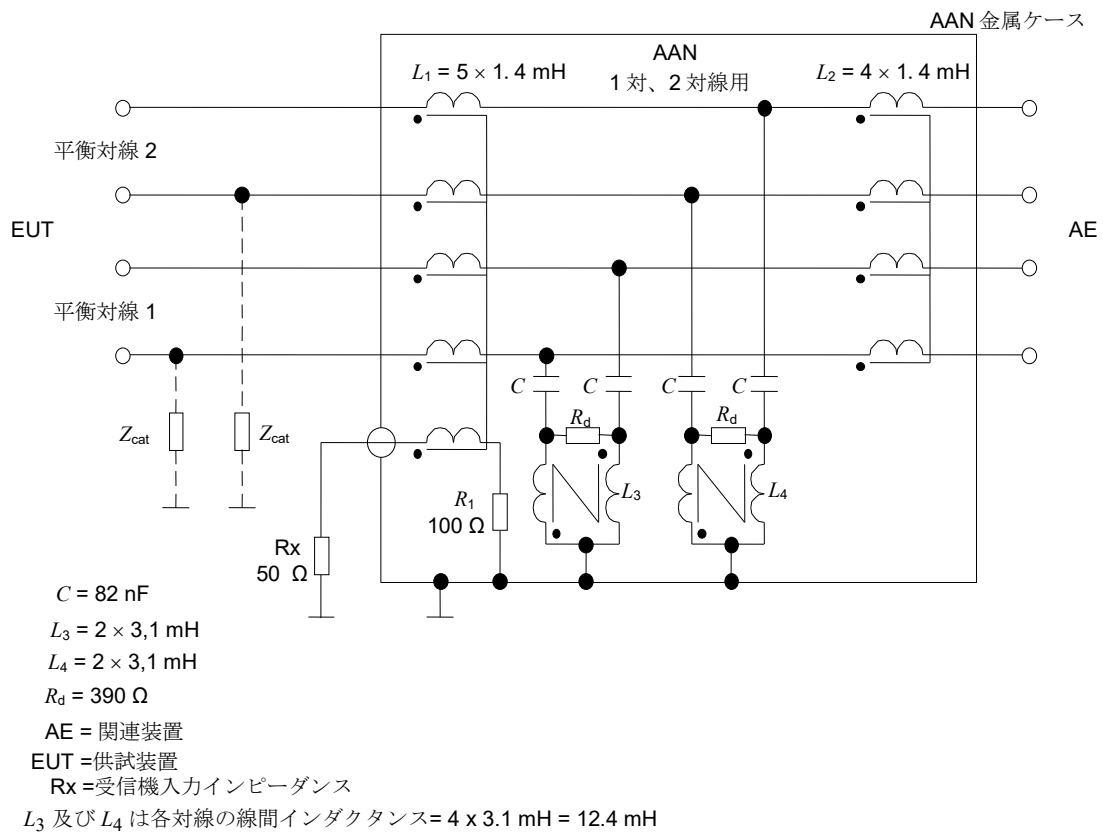 AAN 金属ケース
AAN
1 対、2 対線用
L1 = 5 × 1. 4 mH
L2 = 4 × 1. 4 mH
平衡対線 2
EUT
AE
平衡対線 1
C
C
C
C
Rd
Rd
Zcat
Zcat
L3
L4
R1
100 Ω
Rx
50 Ω
C = 82 nF
L3 = 2 × 3,1 mH
L4 = 2 × 3,1 mH
Rd = 390 Ω
AE = 関連装置
EUT =供試装置
Rx =受信機入力インピーダンス
L3 及び L4 は各対線の線間インダクタンス= 4 x 3.1 mH = 12.4 mH